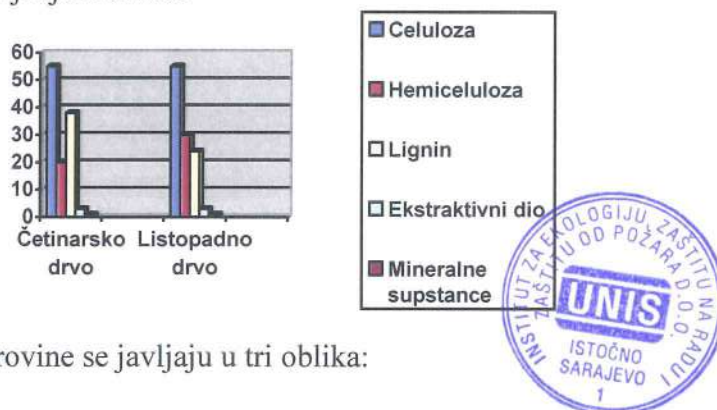 60
50
40
30
20
10
0
Četinarsko drvo
Listopadno drvo
Celuloza
Hemiceluloza
Lignin
Ekstraktivni dio
Mineralne
supstance
INSTITUT ZA EKOLOGIJU, ZAŠTITU NA RADU I
ZAŠTITU OD POŽARA D.O.O.
UNIS
ISTOČNO
SARAJEVO
1
rovine se javljaju u tri oblika: